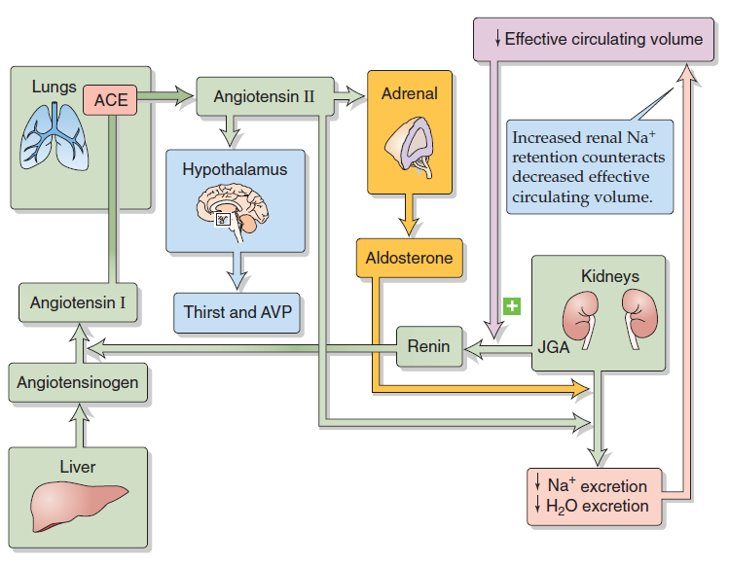 ↓ Effective circulating volume
Lungs
ACE
Angiotensin II
Adrenal
Increased renal Na⁺
retention counteracts
decreased effective
circulating volume.
Hypothalamus
Aldosterone
Kidneys
Angiotensin I
Thirst and AVP
+
Renin
JGA
Angiotensinogen
Liver
↓ Na⁺ excretion
↓ H₂O excretion